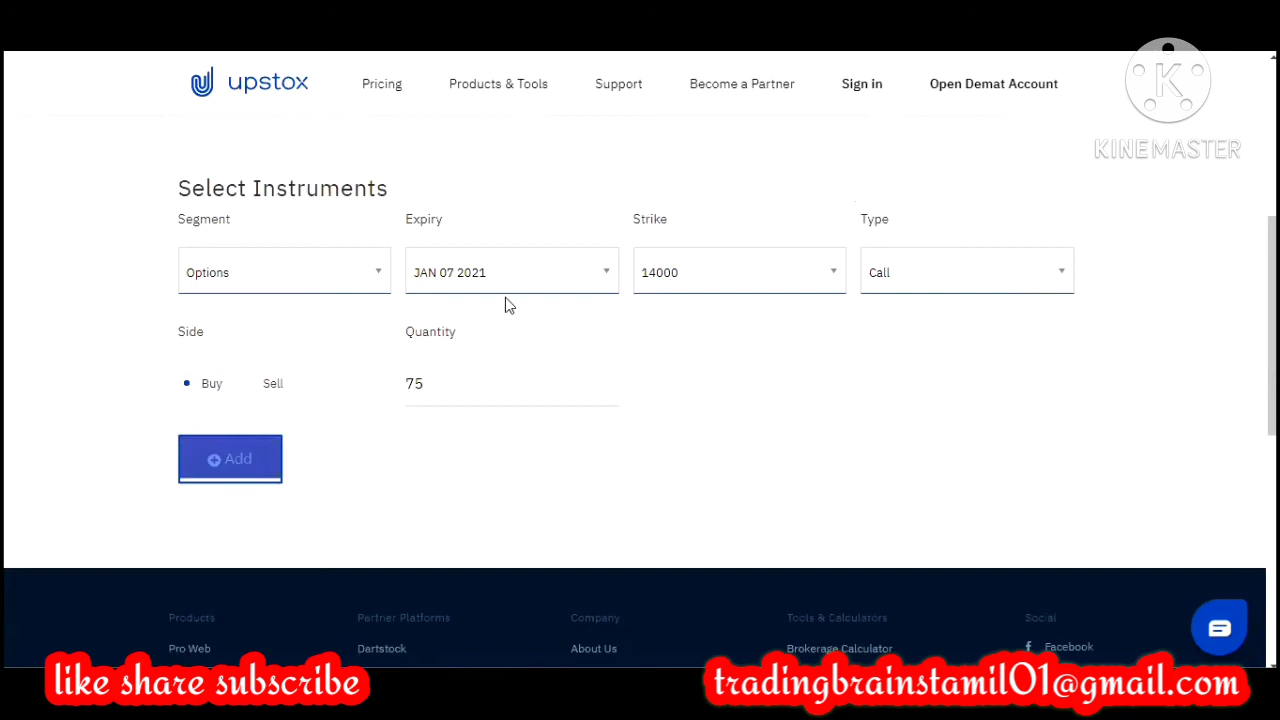 upstox Pricing Products & Tools Support Become a Partner Sign in Open Demat Account
K
KINEMASTER
Select Instruments
Segment Expiry Strike Type
Options JAN 07 2021 14000 Call
Side Quantity
Buy Sell 75
Add
Products Partner Platforms Company Tools & Calculators Social
Pro Web Dartstock About Us Brokerage Calculator Facebook
like share subscribe tradingbrainstamil01@gmail.com